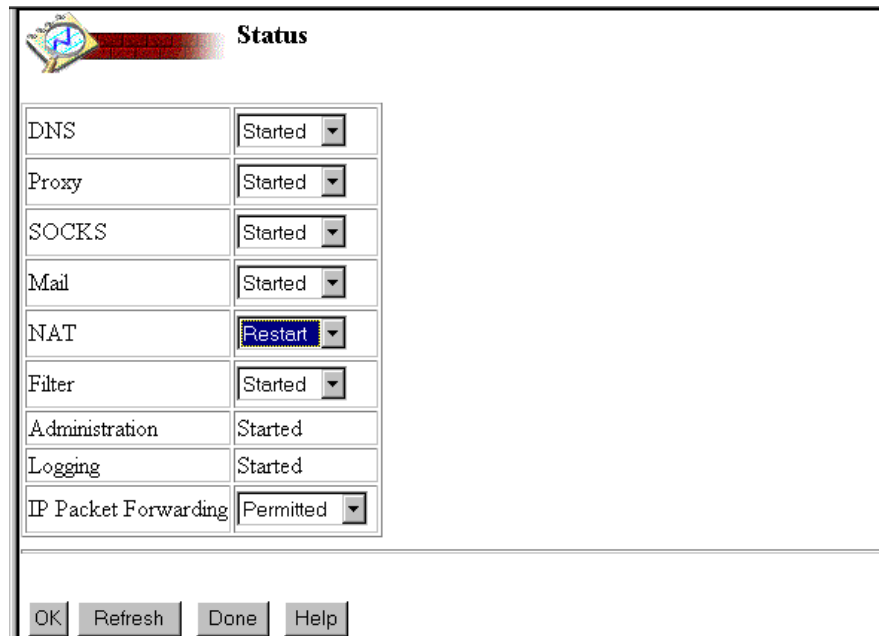 Status
DNS Started
Proxy Started
SOCKS Started
Mail Started
NAT Restart
Filter Started
Administration Started
Logging Started
IP Packet Forwarding Permitted
OK Refresh Done Help